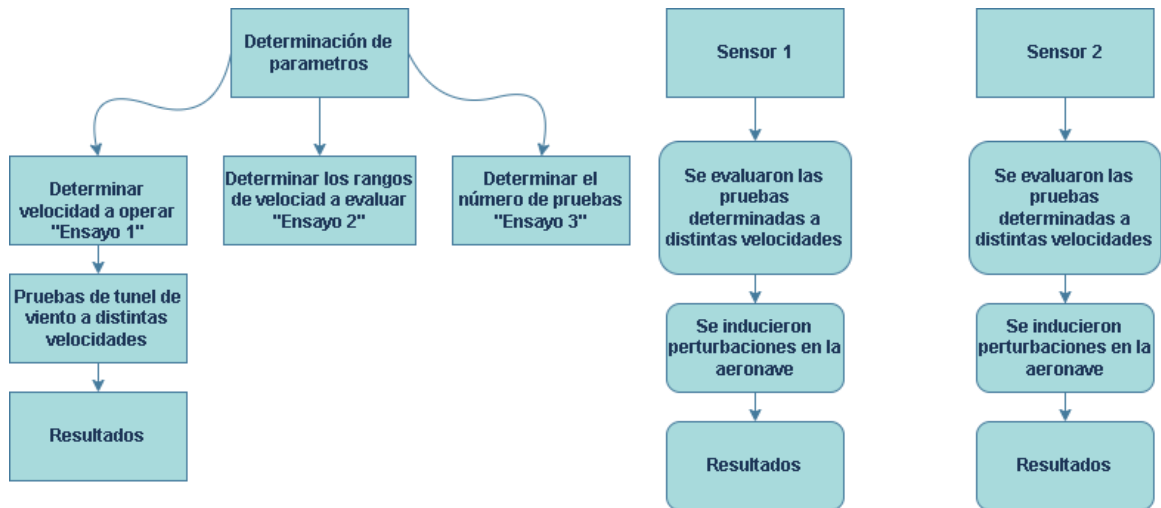 Determinación de
parametros
Determinar
velocidad a operar
"Ensayo 1"
Determinar los rangos
de velociad a evaluar
"Ensayo 2"
Determinar el
número de pruebas
"Ensayo 3"
Pruebas de tunel de
viento a distintas
velocidades
Resultados
Sensor 1
Se evaluaron las
pruebas
determinadas a
distintas velocidades
Se inducieron
perturbaciones en la
aeronave
Resultados
Sensor 2
Se evaluaron las
pruebas
determinadas a
distintas velocidades
Se inducieron
perturbaciones en la
aeronave
Resultados